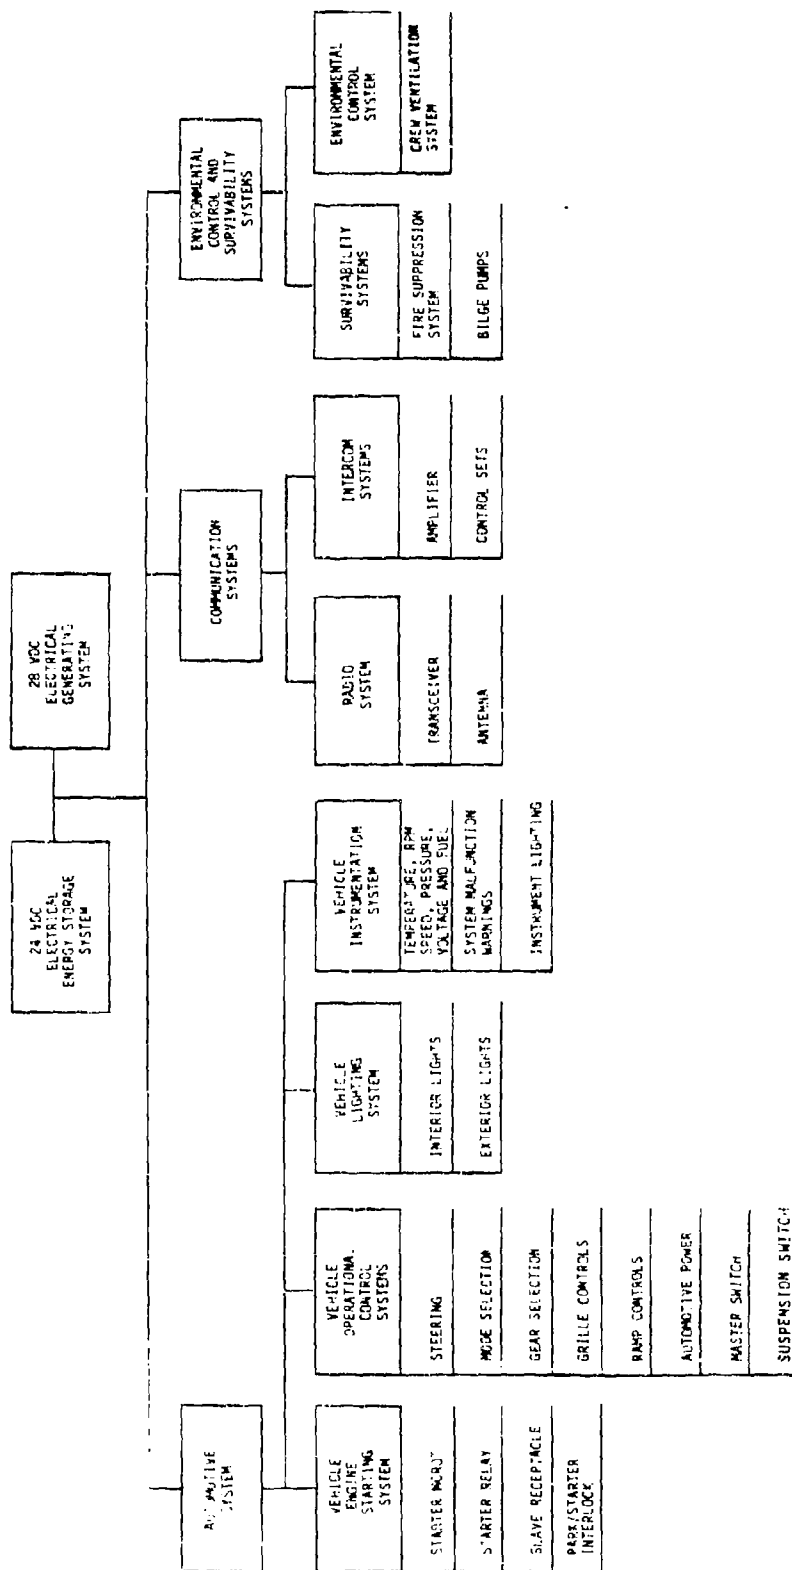 24 VDC
ELECTRICAL
ENERGY STORAGE
SYSTEM
28 VDC
ELECTRICAL
GENERATING
SYSTEM
AUTOMOTIVE
SYSTEM
COMMUNICATION
SYSTEMS
ENVIRONMENTAL
CONTROL AND
SURVIVABILITY
SYSTEMS
VEHICLE
ENGINE
STARTING
SYSTEM
STARTER MOTOR
STARTER RELAY
SLAVE RECEPTACLE
PARK/STARTER
INTERLOCK
VEHICLE
OPERATIONAL
CONTROL
SYSTEMS
STEERING
MODE SELECTION
GEAR SELECTION
GRILLE CONTROLS
RAMP CONTROLS
AUTOMOTIVE POWER
MASTER SWITCH
SUSPENSION SWITCH
VEHICLE
LIGHTING
SYSTEM
INTERIOR LIGHTS
EXTERIOR LIGHTS
VEHICLE
INSTRUMENTATION
SYSTEM
TEMPERATURE, RPM
SPEED, PRESSURE,
VOLTAGE AND FUEL
SYSTEM MALFUNCTION
WARNINGS
INSTRUMENT LIGHTING
RADIO
SYSTEM
TRANSCEIVER
ANTENNA
INTERCOM
SYSTEMS
AMPLIFIER
CONTROL SETS
SURVIVABILITY
SYSTEMS
FIRE SUPPRESSION
SYSTEM
BILGE PUMPS
ENVIRONMENTAL
CONTROL
SYSTEM
CREW VENTILATION
SYSTEM